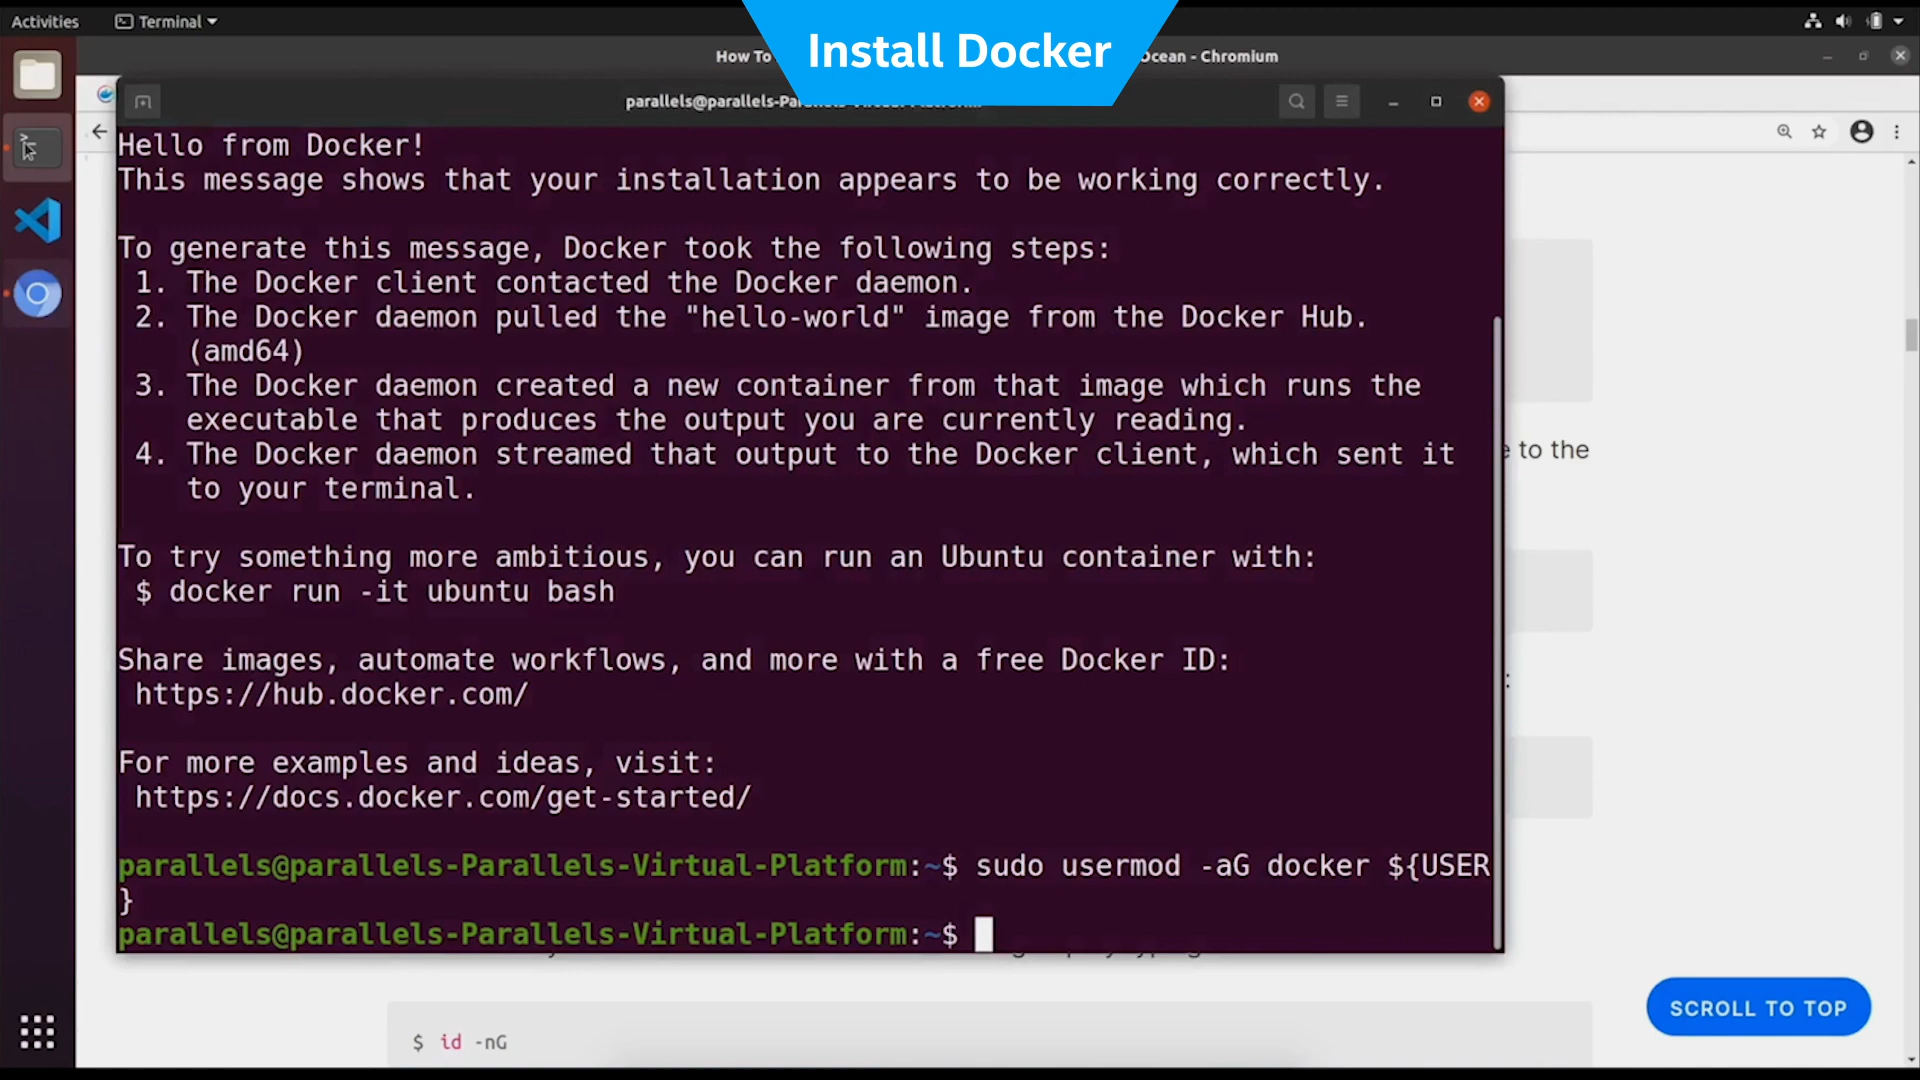 Activities
Terminal
Install Docker
How To
Ocean - Chromium
parallels@parallels-Parallels-Virtual-Platform:
Hello from Docker!
This message shows that your installation appears to be working correctly.
To generate this message, Docker took the following steps:
1. The Docker client contacted the Docker daemon.
2. The Docker daemon pulled the "hello-world" image from the Docker Hub.
(amd64)
3. The Docker daemon created a new container from that image which runs the
executable that produces the output you are currently reading.
4. The Docker daemon streamed that output to the Docker client, which sent it
to your terminal.
e to the
To try something more ambitious, you can run an Ubuntu container with:
$ docker run -it ubuntu bash
Share images, automate workflows, and more with a free Docker ID:
https://hub.docker.com/
:
For more examples and ideas, visit:
https://docs.docker.com/get-started/
parallels@parallels-Parallels-Virtual-Platform:~$ sudo usermod -aG docker ${USER
}
parallels@parallels-Parallels-Virtual-Platform:~$
SCROLL TO TOP
$ id -nG